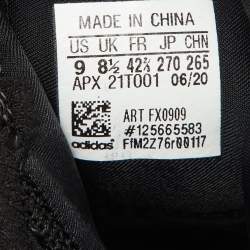 MADE IN CHINA
US UK FR JP CHN
9 8½ 42⅔ 270 265
APX 21T001 06/20
ART FX0909
#125665583
adidas FfM2Z76r00117